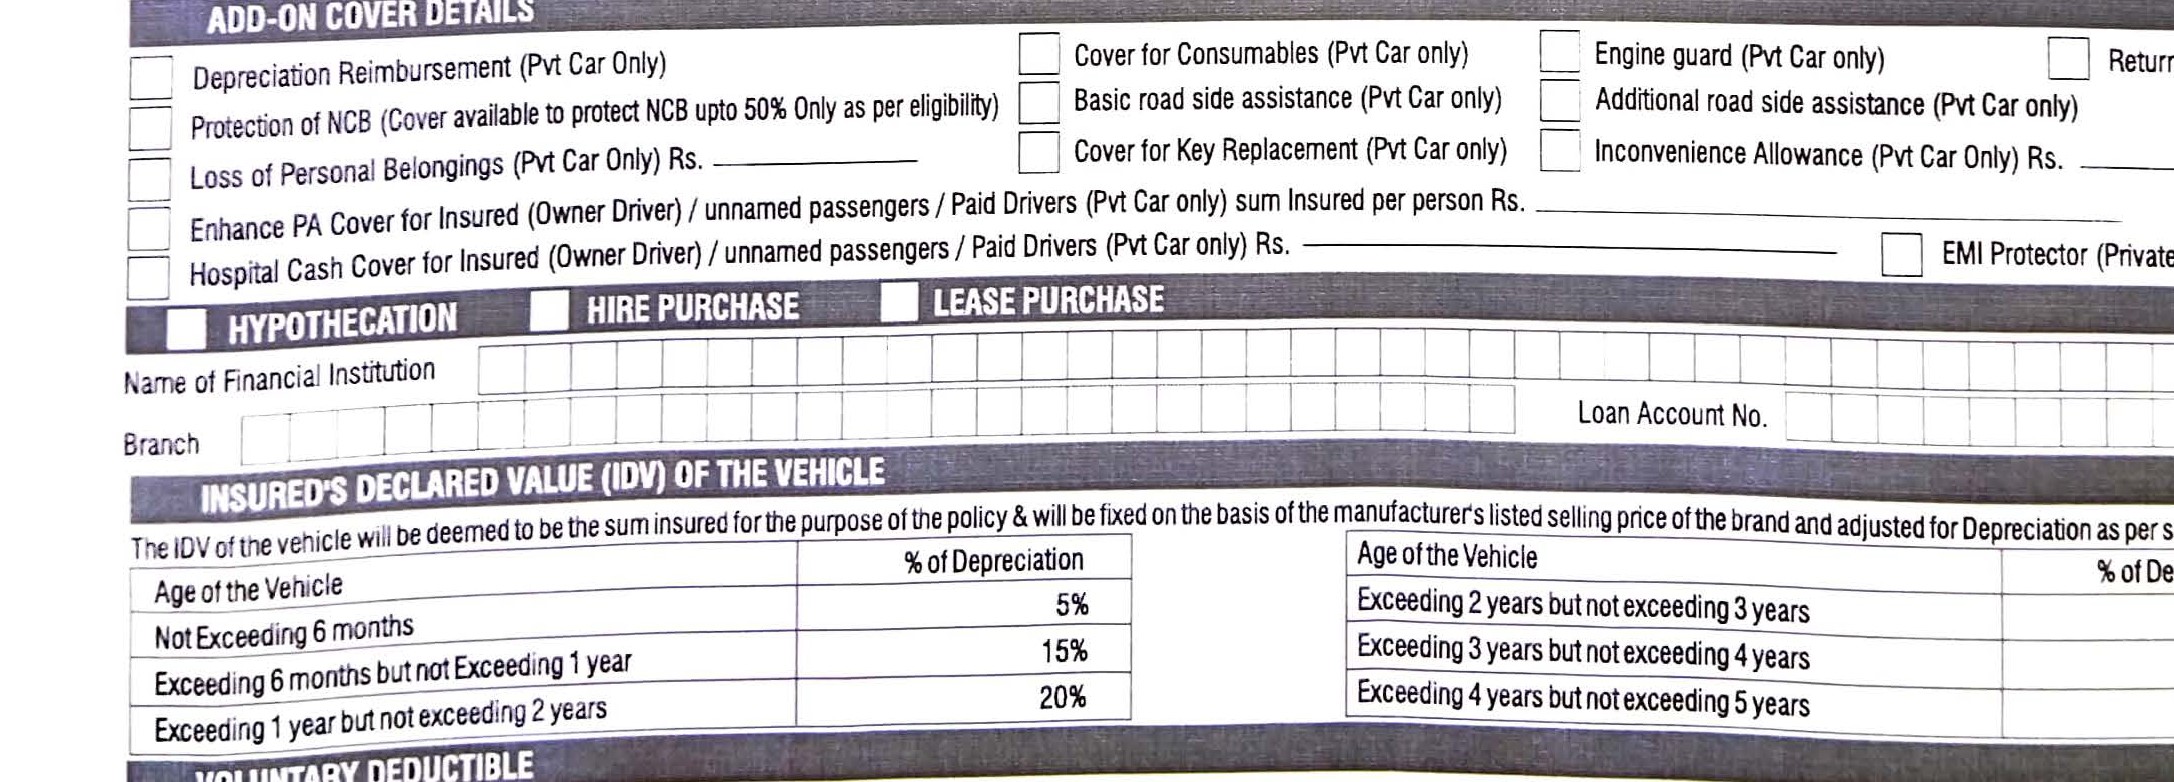 ADD-ON COVER DETAILS
Depreciation Reimbursement (Pvt Car Only) Cover for Consumables (Pvt Car only) Engine guard (Pvt Car only)
Protection of NCB (Cover available to protect NCB upto 50% Only as per eligibility) Basic road side assistance (Pvt Car only) Additional road side assistance (Pvt Car only)
Loss of Personal Belongings (Pvt Car Only) Rs. Cover for Key Replacement (Pvt Car only) Inconvenience Allowance (Pvt Car Only) Rs.
Enhance PA Cover for Insured (Owner Driver) / unnamed passengers / Paid Drivers (Pvt Car only) sum Insured per person Rs.
Hospital Cash Cover for Insured (Owner Driver) / unnamed passengers / Paid Drivers (Pvt Car only) Rs. EMI Protector (Private
HYPOTHECATION HIRE PURCHASE LEASE PURCHASE
Name of Financial Institution
Branch Loan Account No.
INSURED'S DECLARED VALUE (IDV) OF THE VEHICLE
The IDV of the vehicle will be deemed to be the sum insured for the purpose of the policy & will be fixed on the basis of the manufacturer's listed selling price of the brand and adjusted for Depreciation as per
Age of the Vehicle % of Depreciation Age of the Vehicle % of
Not Exceeding 6 months 5% Exceeding 2 years but not exceeding 3 years
Exceeding 6 months but not Exceeding 1 year 15% Exceeding 3 years but not exceeding 4 years
Exceeding 1 year but not exceeding 2 years 20% Exceeding 4 years but not exceeding 5 years
VOLUNTARY DEDUCTIBLE